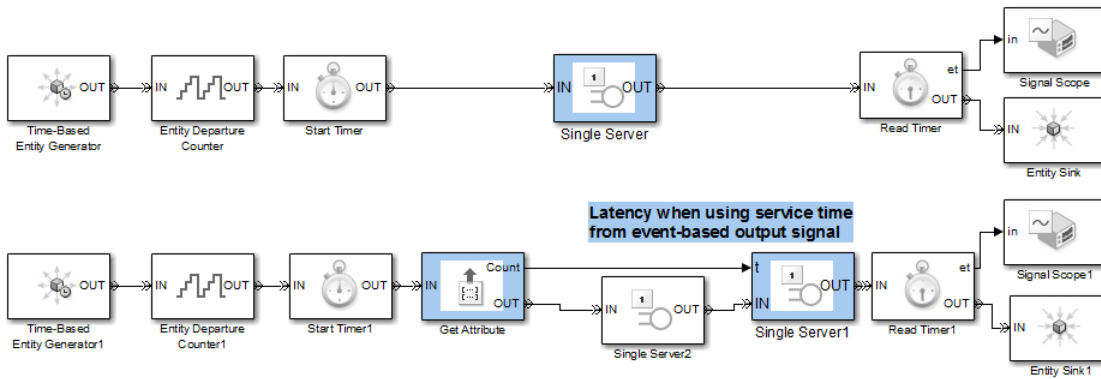 OUT
IN
OUT
IN
OUT
IN
1
OUT
IN
et
OUT
in
IN
Time-Based
Entity Generator
Entity Departure
Counter
Start Timer
Single Server
Read Timer
Signal Scope
Entity Sink
Latency when using service time
from event-based output signal
OUT
IN
OUT
IN
OUT
IN
Count
[...]
OUT
IN
1
OUT
t
IN
1
OUT
IN
et
OUT
in
IN
Time-Based
Entity Generator1
Entity Departure
Counter1
Start Timer1
Get Attribute
Single Server2
Single Server1
Read Timer1
Signal Scope1
Entity Sink1